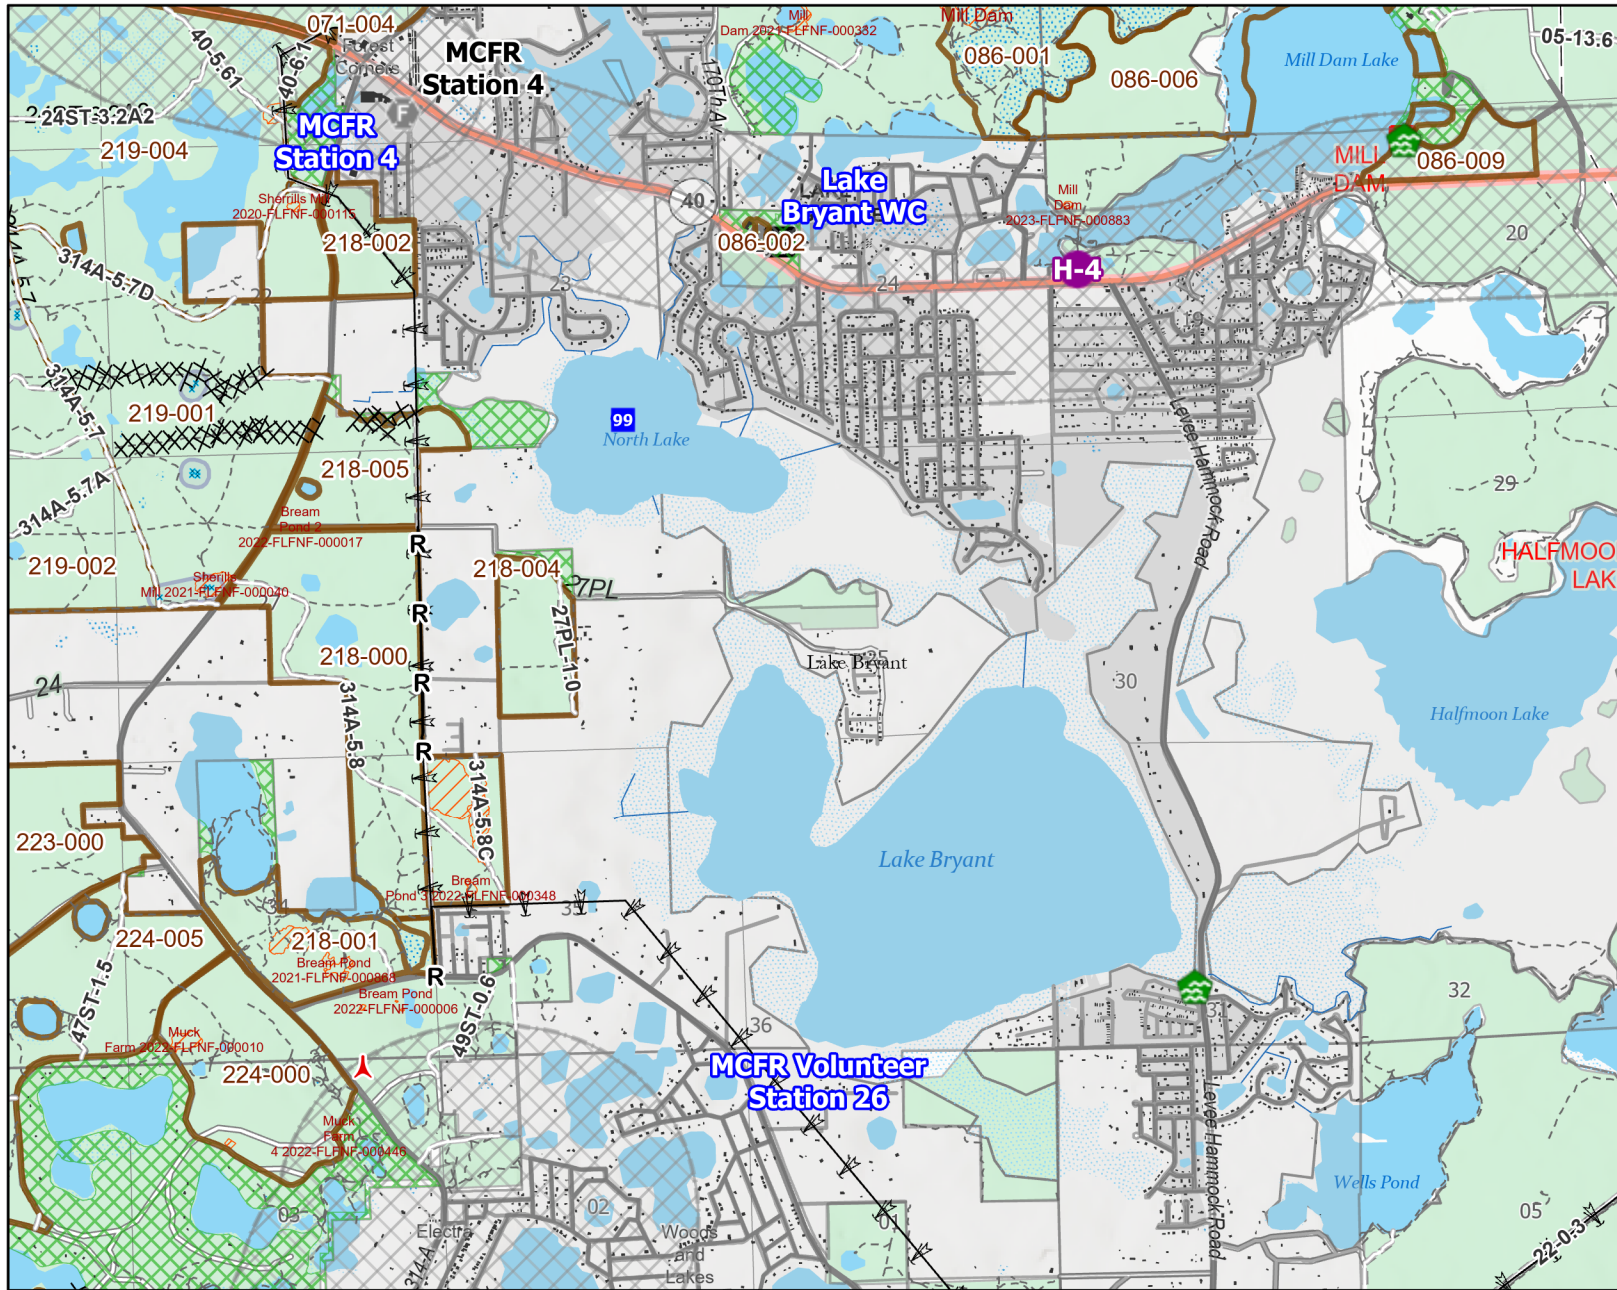 071-004
Forest
Corners
40-5.61
40-6.1
MCFR
Station 4
170Th Av
Mill
Dam 2021-FLFNF-000332
Mill Dam
086-001
086-006
Mill Dam Lake
05-13.6
24ST-3.2A2
219-004
MCFR
Station 4
Sherrills Mill
2020-FLFNF-000115
F
40
Lake
Bryant WC
086-002
MILL
DAM
086-009
Mill
Dam
2023-FLFNF-000883
H-4
20
218-002
314A-5.7D
22
23
24
19
314A-5.7
219-001
99
North Lake
Levee Hammock Road
29
218-005
314A-5.7A
Bream
Pond 2
2022-FLFNF-000017
219-002
Sherills
Mill 2021-FLFNF-000040
R
218-004
27PL-1.0
HALFMOO
LAK
R
218-000
Lake Bryant
25
30
Halfmoon Lake
24
314A-5.8
R
R
314A-5.8C
223-000
Lake Bryant
Bream
Pond 3 2022-FLFNF-000348
34
35
224-005
218-001
Bream Pond
2021-FLFNF-000868
Bream Pond
2022-FLFNF-000006
R
47ST-1.5
49ST-0.6
36
31
32
Muck
Farm 2022-FLFNF-000010
224-000
MCFR Volunteer
Station 26
Muck
Farm
4 2022-FLFNF-000446
Levee Hammock Road
Wells Pond
03
02
01
05
Electra
314-A
Woods
and
Lakes
22-0.3